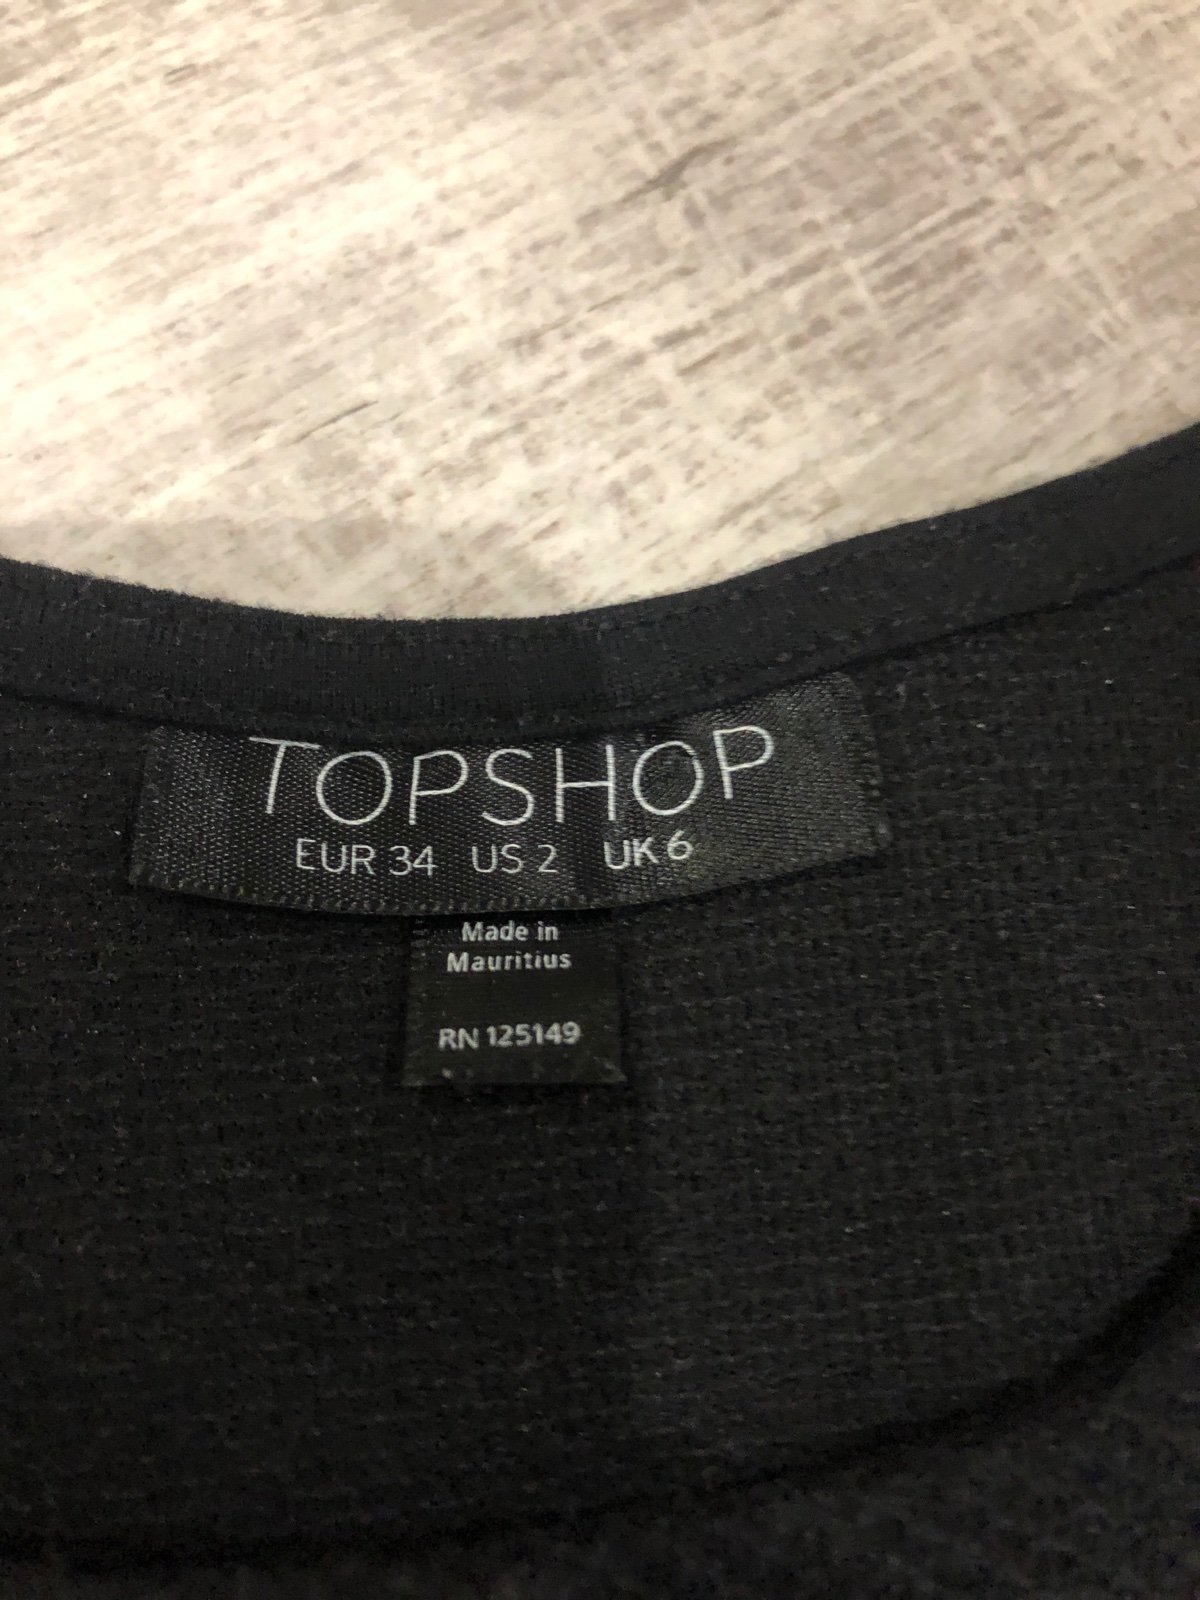 TOPSHOP
EUR 34 US 2 UK 6
Made in
Mauritius
RN 125149